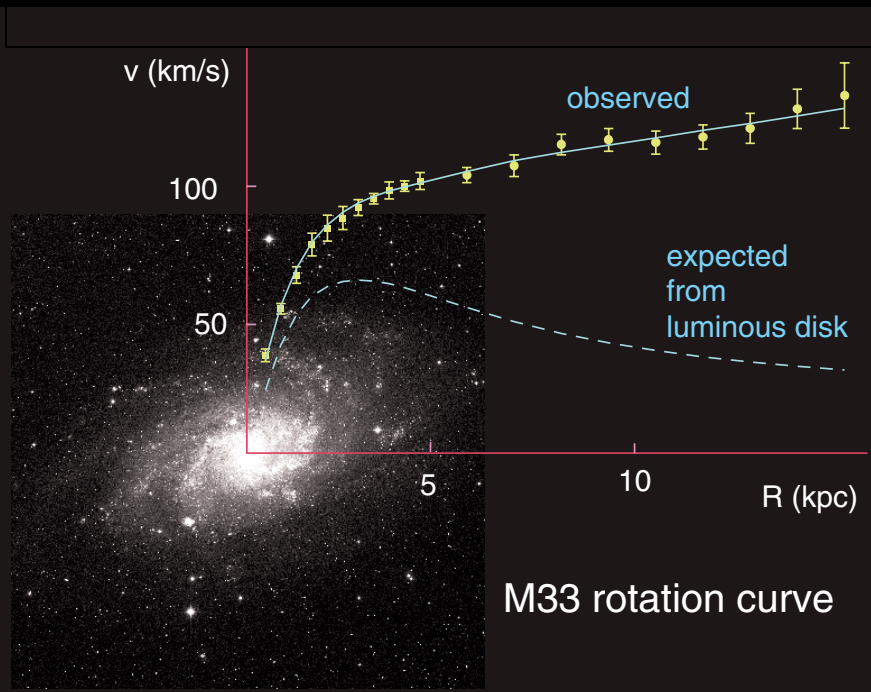 v (km/s)
observed
100
expected
from
luminous disk
50
5
10
R (kpc)
M33 rotation curve